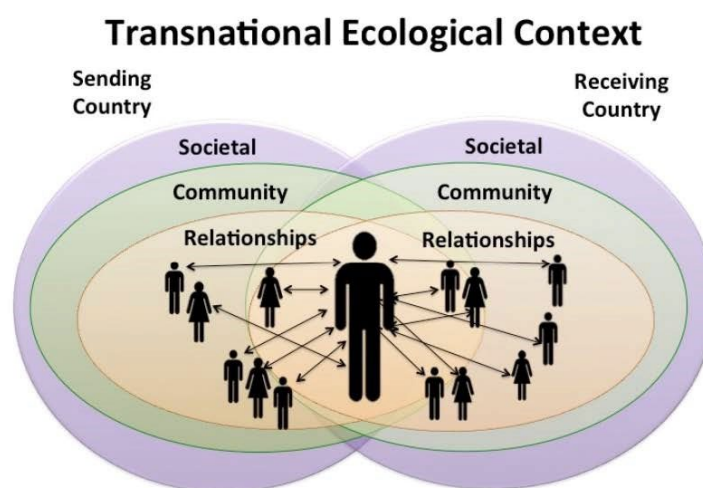 Transnational Ecological Context
Sending
Country
Receiving
Country
Societal
Societal
Community
Community
Relationships
Relationships